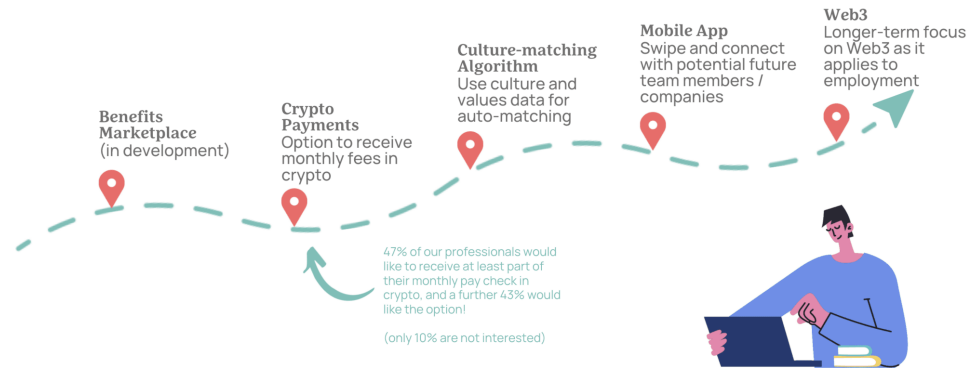 Benefits
Marketplace
(in development)
Crypto
Payments
Option to receive
monthly fees in
crypto
Culture-matching
Algorithm
Use culture and
values data for
auto-matching
Mobile App
Swipe and connect
with potential future
team members /
companies
Web3
Longer-term focus
on Web3 as it
applies to
employment
47% of our professionals would
like to receive at least part of
their monthly pay check in
crypto, and a further 43% would
like the option!
(only 10% are not interested)